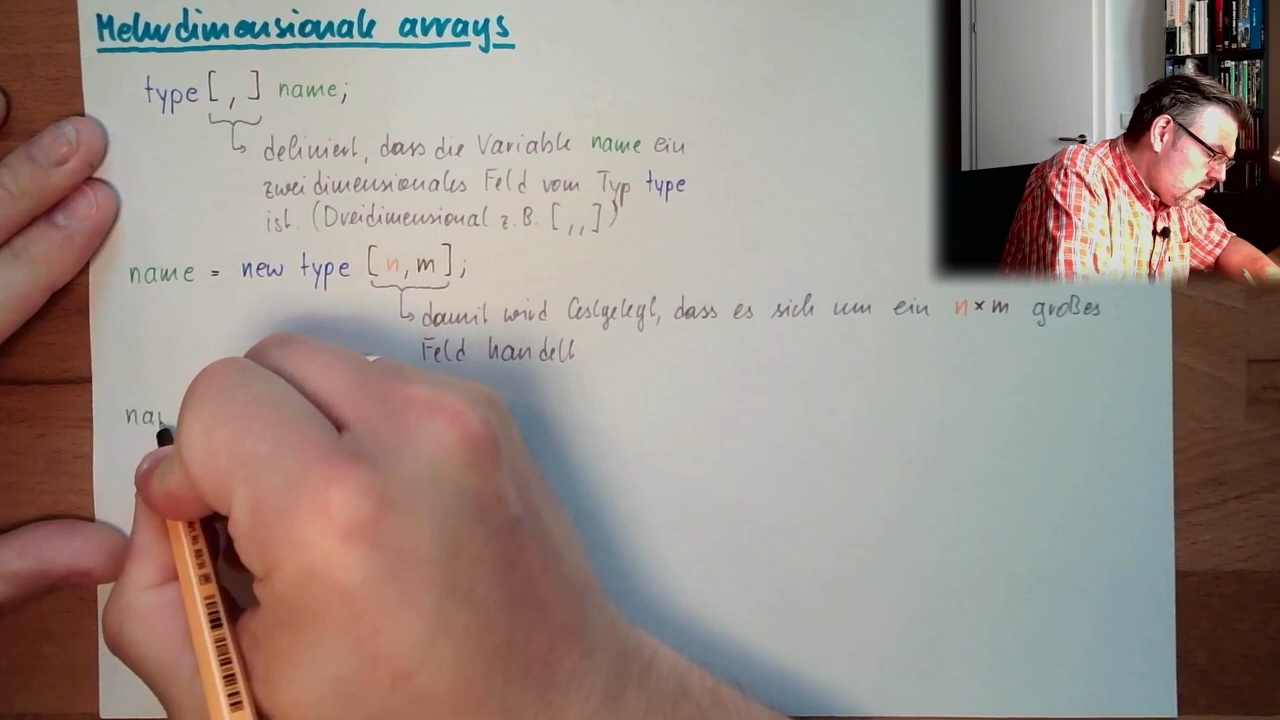 Mehrdimensionale arrays
type [ , ] name;
definiert, dass die Variable name ein
zweidimensionales Feld vom Typ type
ist. (Dreidimensional z.B. [ , , ])
name = new type [n, m];
damit wird festgelegt, dass es sich um ein n×m großes
Feld handelt
na